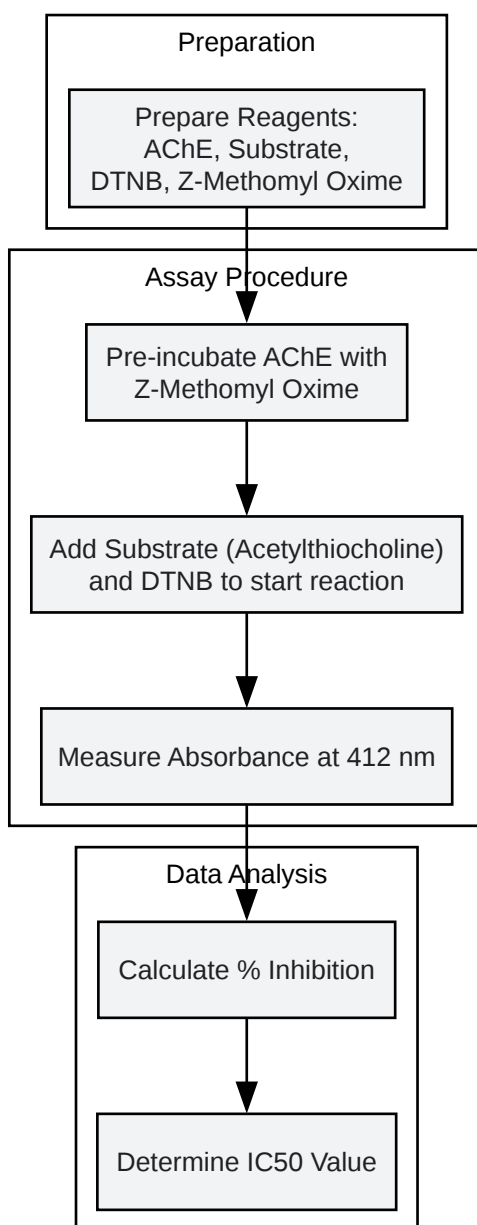 Preparation
Prepare Reagents:
AChE, Substrate,
DTNB, Z-Methomyl Oxime
Assay Procedure
Pre-incubate AChE with
Z-Methomyl Oxime
Add Substrate (Acetylthiocholine)
and DTNB to start reaction
Measure Absorbance at 412 nm
Data Analysis
Calculate % Inhibition
Determine IC50 Value